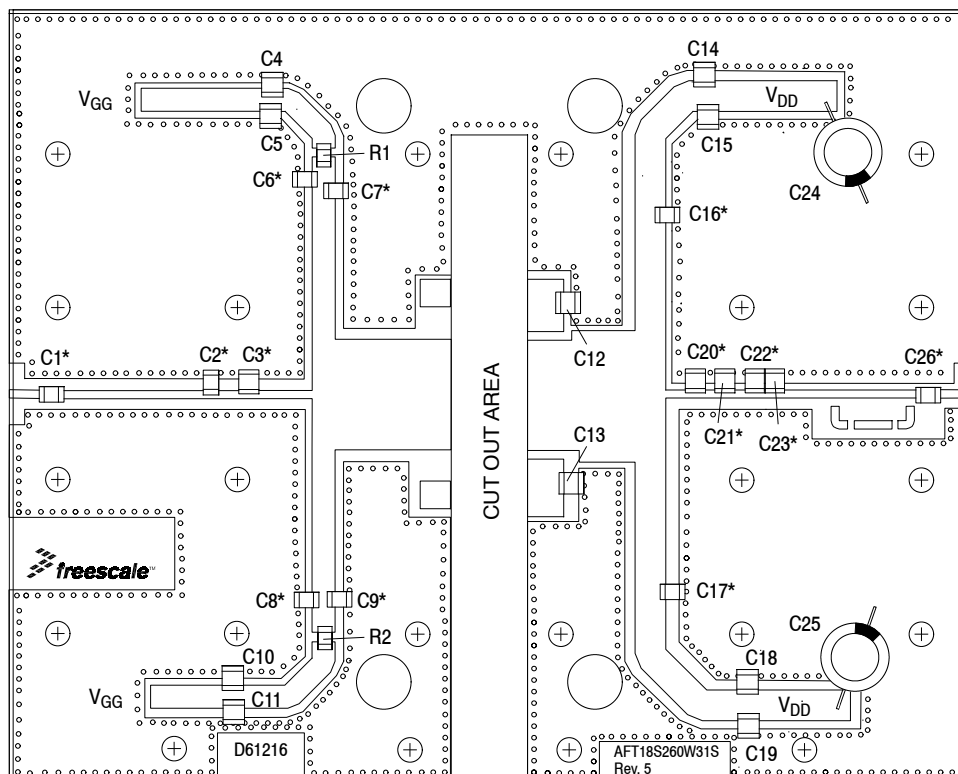 C4
C14
VGG
VDD
C5
C15
R1
C6*
C7*
C24
C16*
C12
C1*
C2*
C3*
C20*
C22*
C26*
C21*
C23*
CUT OUT AREA
C13
freescale™
C8*
C9*
C17*
R2
C25
C10
C18
VGG
C11
VDD
D61216
AFT18S260W31S
Rev. 5
C19